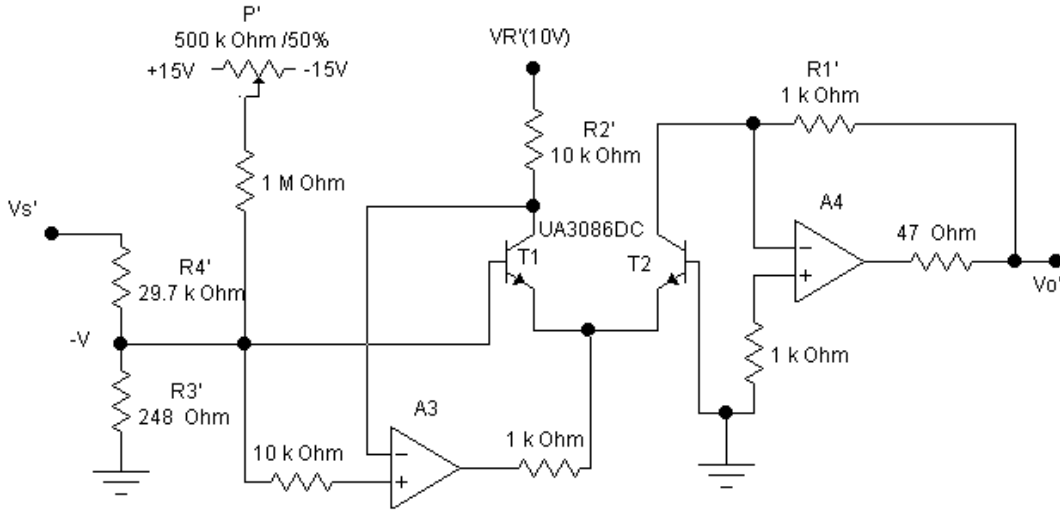 P'
500 k Ohm /50%
+15V
-15V
VR'(10V)
R1'
1 k Ohm
R2'
10 k Ohm
1 M Ohm
A4
Vs'
UA3086DC
T1
T2
47 Ohm
R4'
29.7 k Ohm
Vo'
-V
1 k Ohm
R3'
248 Ohm
A3
10 k Ohm
1 k Ohm